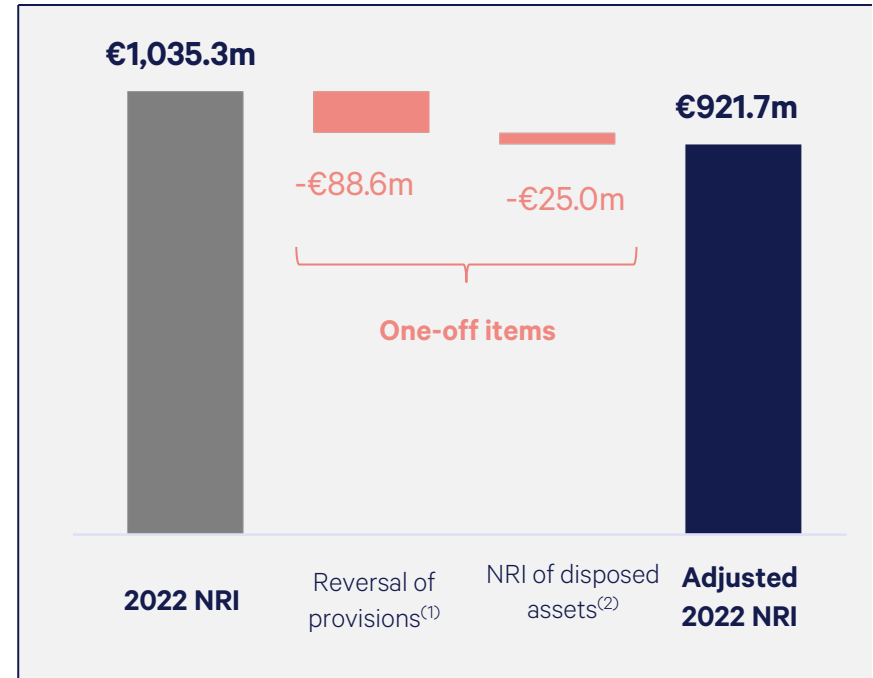 €1,035.3m
€921.7m
-€88.6m
-€25.0m
One-off items
2022 NRI
Reversal of
provisions(1)
NRI of disposed
assets(2)
Adjusted
2022 NRI